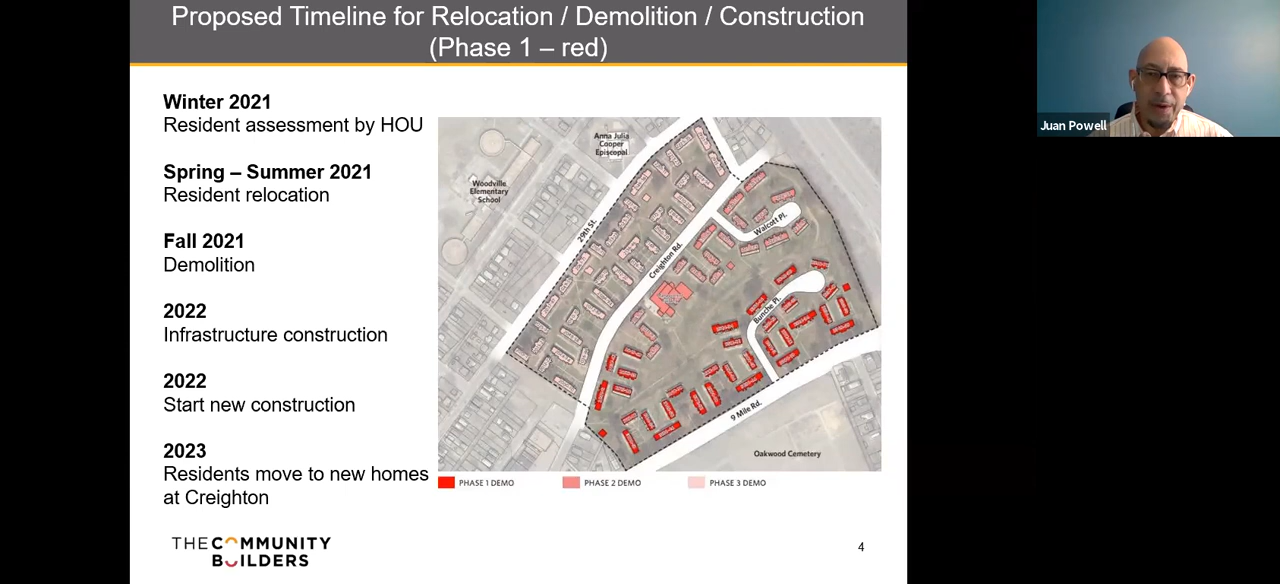 Proposed Timeline for Relocation / Demolition / Construction
(Phase 1 – red)
Juan Powell
Winter 2021
Resident assessment by HOU
Spring – Summer 2021
Resident relocation
Fall 2021
Demolition
2022
Infrastructure construction
2022
Start new construction
2023
Residents move to new homes
at Creighton
Anna Julia
Cooper
Episcopal
Woodville
Elementary
School
29th St.
Creighton Rd.
Walcott Pl.
Bunche Pl.
9 Mile Rd.
Oakwood Cemetery
PHASE 1 DEMO
PHASE 2 DEMO
PHASE 3 DEMO
THE COMMUNITY
BUILDERS
4